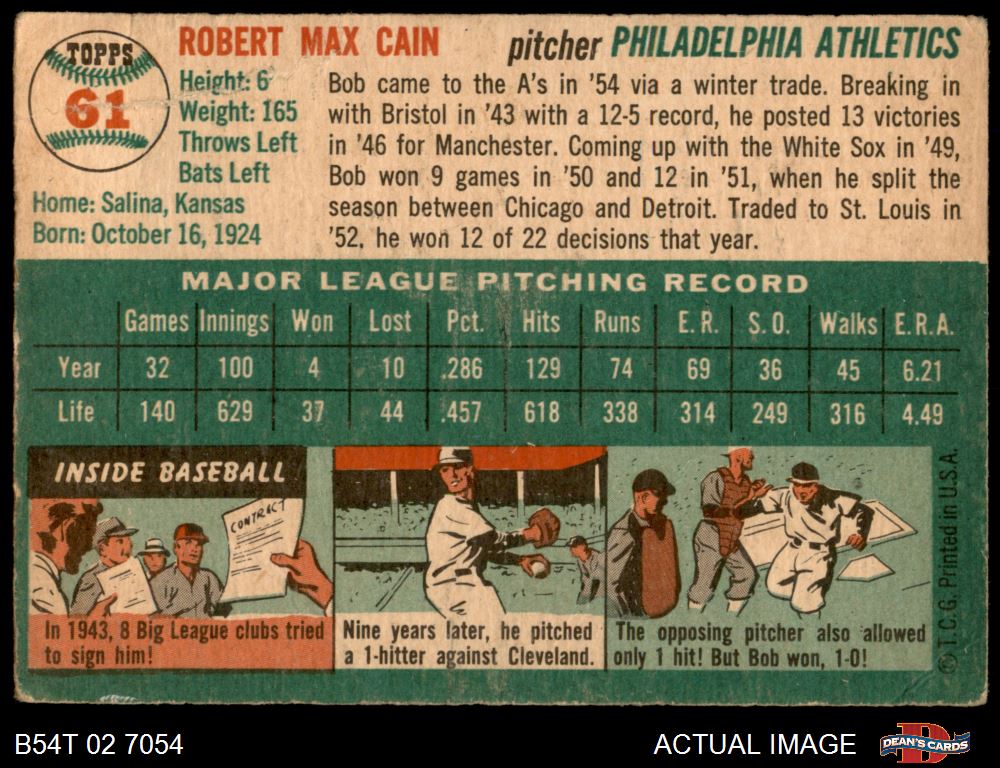 TOPPS
61
ROBERT MAX CAIN
pitcher PHILADELPHIA ATHLETICS
Height: 6
Weight: 165
Throws Left
Bats Left
Home: Salina, Kansas
Born: October 16, 1924
Bob came to the A's in '54 via a winter trade. Breaking in
with Bristol in '43 with a 12-5 record, he posted 13 victories
in '46 for Manchester. Coming up with the White Sox in '49,
Bob won 9 games in '50 and 12 in '51, when he split the
season between Chicago and Detroit. Traded to St. Louis in
'52, he won 12 of 22 decisions that year.
MAJOR LEAGUE PITCHING RECORD
Games Innings Won Lost Pct. Hits Runs E. R. S. O. Walks E.R.A.
Year 32 100 4 10 .286 129 74 69 36 45 6.21
Life 140 629 37 44 .457 618 338 314 249 316 4.49
INSIDE BASEBALL
CONTRACT
In 1943, 8 Big League clubs tried
to sign him!
Nine years later, he pitched
a 1-hitter against Cleveland.
The opposing pitcher also allowed
only 1 hit! But Bob won, 1-0!
© T.C.G. Printed in U.S.A.
B54T 02 7054
ACTUAL IMAGE
DEAN'S CARDS